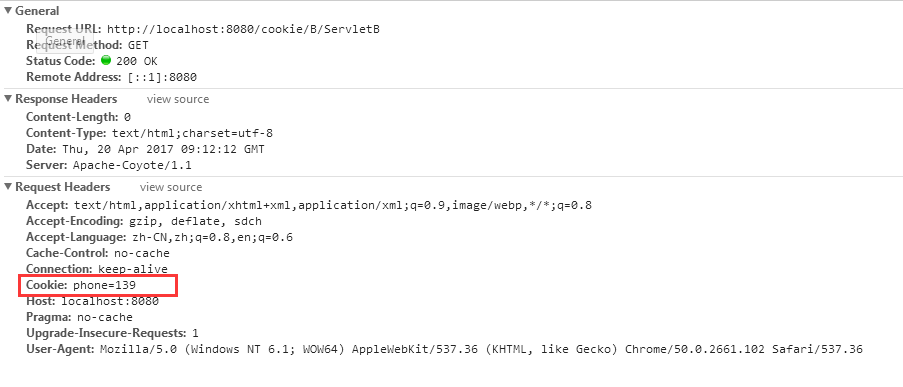 General
Request URL: http://localhost:8080/cookie/B/ServletB
Request Method: GET
General
Status Code: 200 OK
Remote Address: [::1]:8080
Response Headers view source
Content-Length: 0
Content-Type: text/html;charset=utf-8
Date: Thu, 20 Apr 2017 09:12:12 GMT
Server: Apache-Coyote/1.1
Request Headers view source
Accept: text/html,application/xhtml+xml,application/xml;q=0.9,image/webp,*/*;q=0.8
Accept-Encoding: gzip, deflate, sdch
Accept-Language: zh-CN,zh;q=0.8,en;q=0.6
Cache-Control: no-cache
Connection: keep-alive
Cookie: phone=139
Host: localhost:8080
Pragma: no-cache
Upgrade-Insecure-Requests: 1
User-Agent: Mozilla/5.0 (Windows NT 6.1; WOW64) AppleWebKit/537.36 (KHTML, like Gecko) Chrome/50.0.2661.102 Safari/537.36